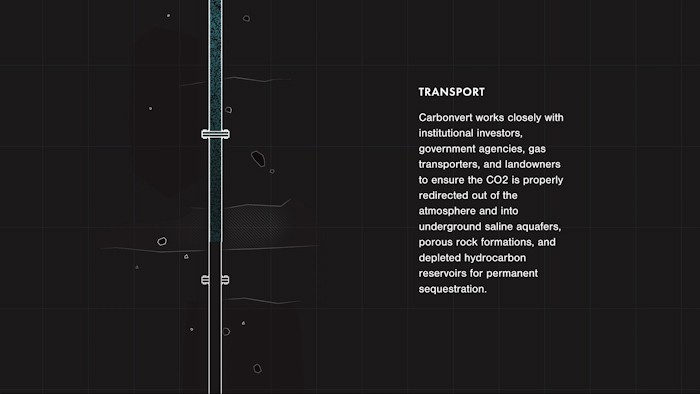 TRANSPORT
Carbonvert works closely with
institutional investors,
government agencies, gas
transporters, and landowners
to ensure the CO2 is properly
redirected out of the
atmosphere and into
underground saline aquafers,
porous rock formations, and
depleted hydrocarbon
reservoirs for permanent
sequestration.